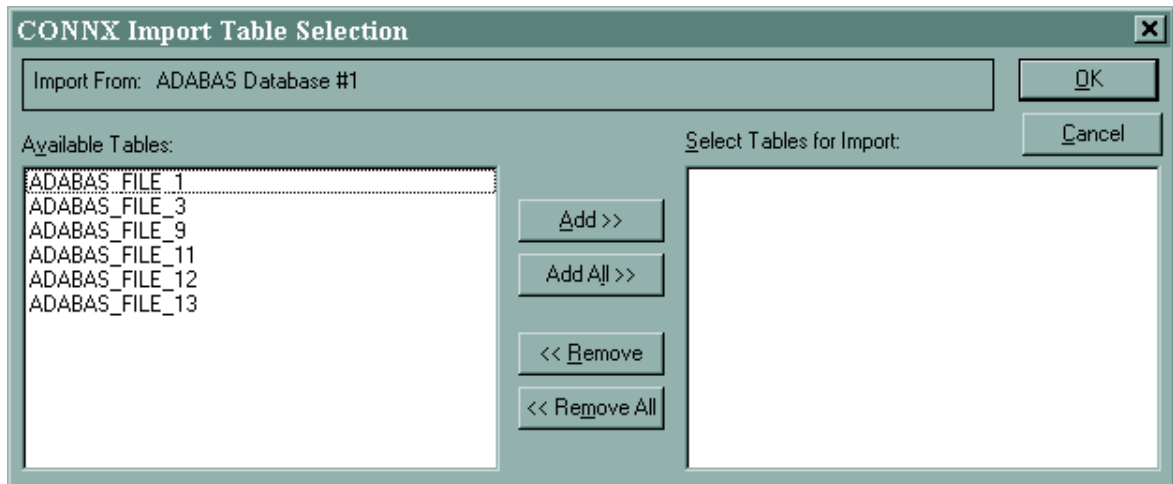 CONNX Import Table Selection
Import From: ADABAS Database #1
OK
Cancel
Available Tables:
Select Tables for Import:
ADABAS_FILE_1
ADABAS_FILE_3
ADABAS_FILE_9
ADABAS_FILE_11
ADABAS_FILE_12
ADABAS_FILE_13
Add >>
Add All >>
<< Remove
<< Remove All